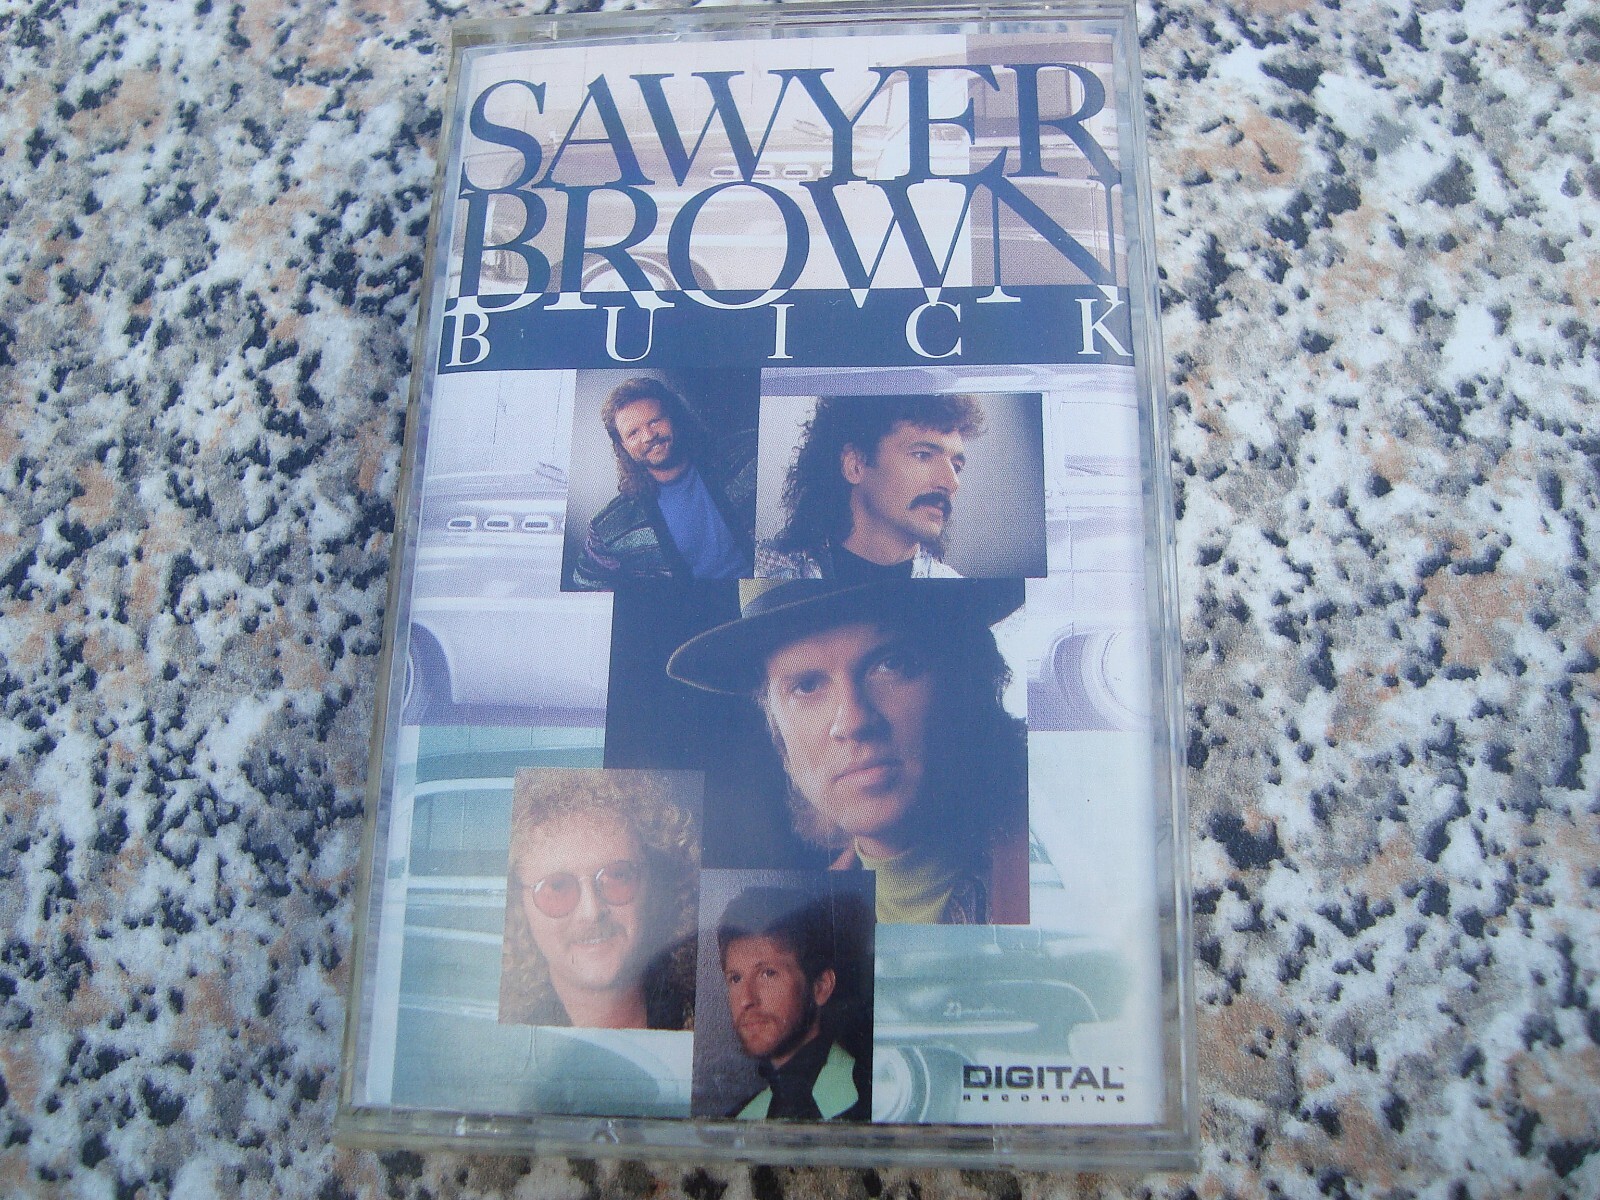 SAWYER
BROWN
BUICK
DIGITAL
RECORDING